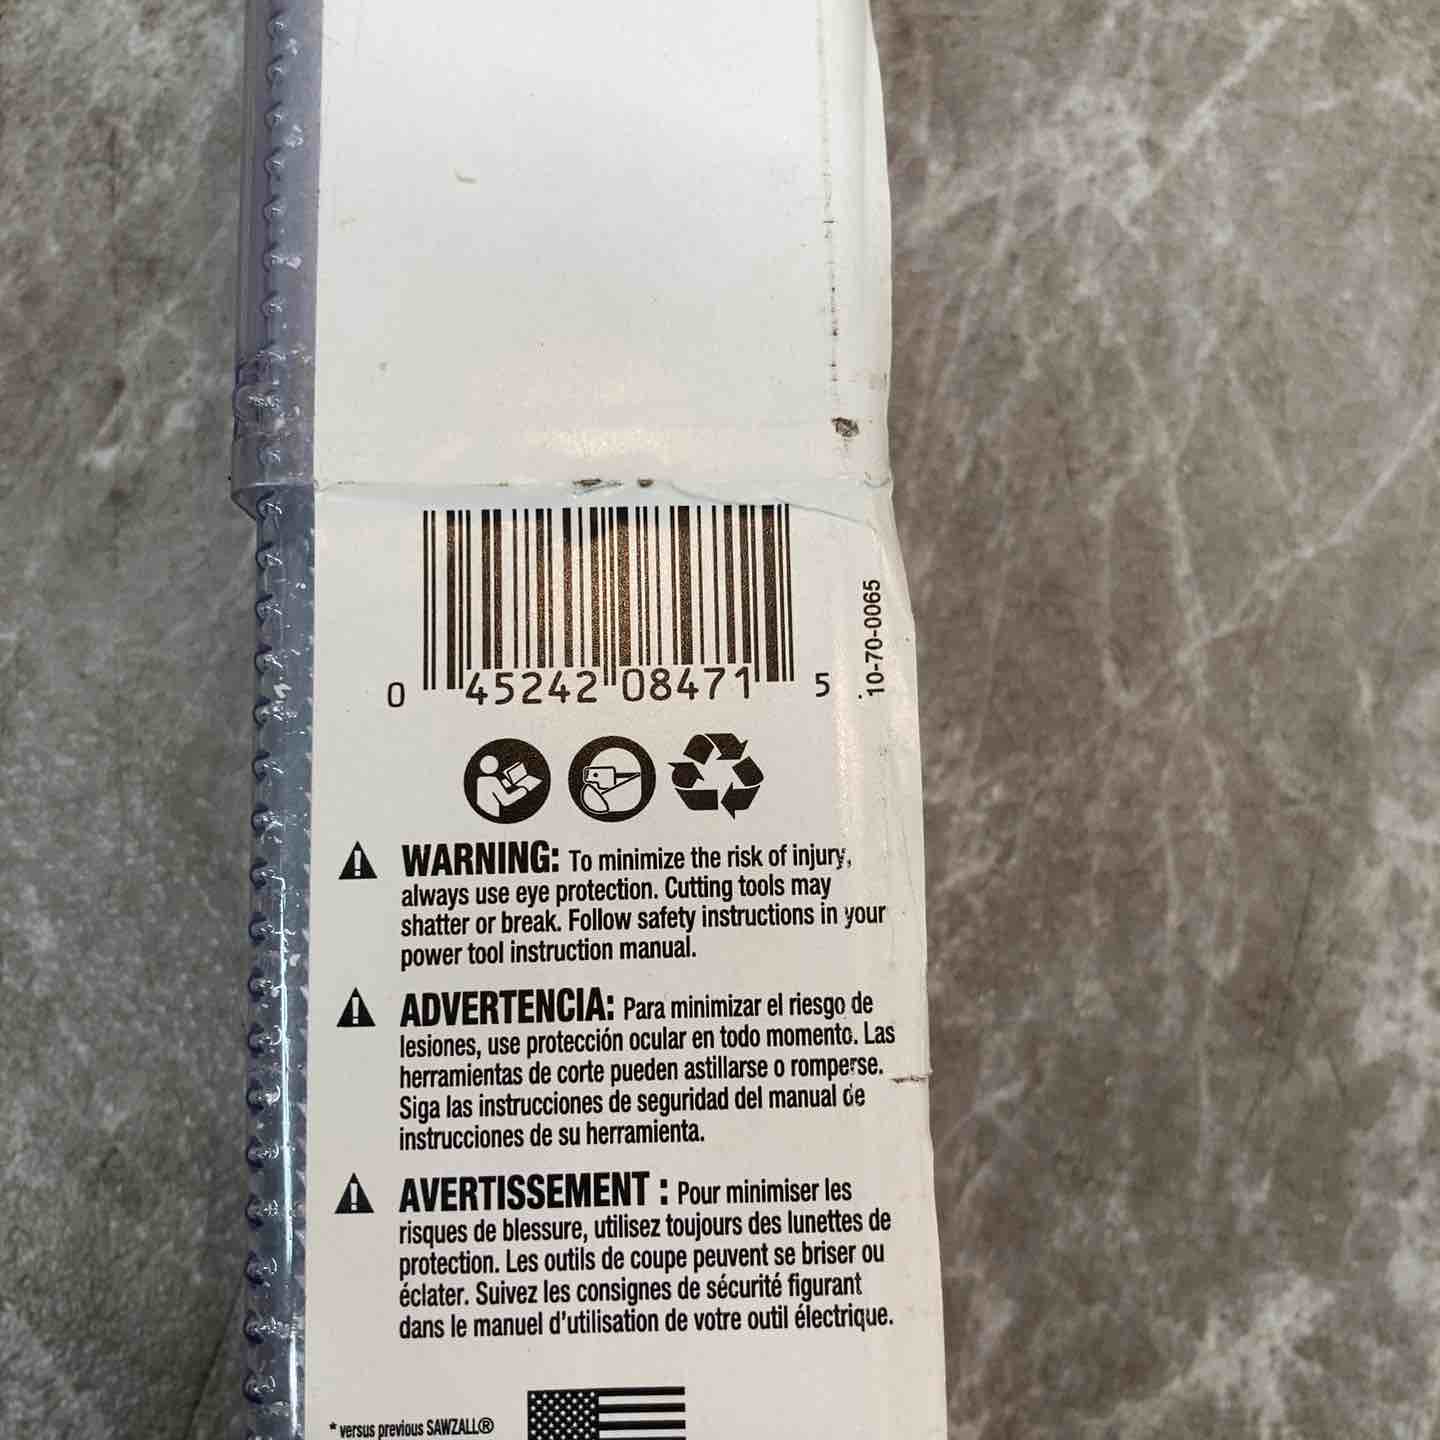 0 45242 08471 5
10-70-0065
WARNING: To minimize the risk of injury,
always use eye protection. Cutting tools may
shatter or break. Follow safety instructions in your
power tool instruction manual.
ADVERTENCIA: Para minimizar el riesgo de
lesiones, use protección ocular en todo momento. Las
herramientas de corte pueden astillarse o romperse.
Siga las instrucciones de seguridad del manual de
instrucciones de su herramienta.
AVERTISSEMENT : Pour minimiser les
risques de blessure, utilisez toujours des lunettes de
protection. Les outils de coupe peuvent se briser ou
éclater. Suivez les consignes de sécurité figurant
dans le manuel d'utilisation de votre outil électrique.
* versus previous SAWZALL®